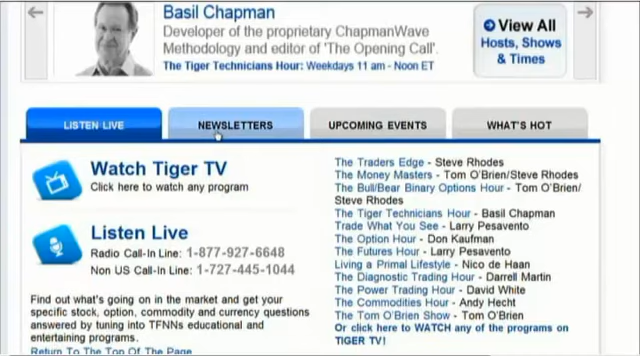 Basil Chapman
Developer of the proprietary ChapmanWave
Methodology and editor of 'The Opening Call'.
The Tiger Technicians Hour: Weekdays 11 am - Noon ET
View All
Hosts, Shows
& Times
LISTEN LIVE
NEWSLETTERS
UPCOMING EVENTS
WHAT'S HOT
Watch Tiger TV
Click here to watch any program
Listen Live
Radio Call-In Line: 1-877-927-6648
Non US Call-In Line: 1-727-445-1044
Find out what's going on in the market and get your
specific stock, option, commodity and currency questions
answered by tuning into TFNNs educational and
entertaining programs.
Return To The Top Of The Page
The Traders Edge - Steve Rhodes
The Money Masters - Tom O'Brien/Steve Rhodes
The Bull/Bear Binary Options Hour - Tom O'Brien/
Steve Rhodes
The Tiger Technicians Hour - Basil Chapman
Trade What You See - Larry Pesavento
The Option Hour - Don Kaufman
The Futures Hour - Larry Pesavento
Living a Primal Lifestyle - Nico de Haan
The Diagnostic Trading Hour - Darrell Martin
The Power Trading Hour - David White
The Commodities Hour - Andy Hecht
The Tom O'Brien Show - Tom O'Brien
Or click here to WATCH any of the programs on
TIGER TV!